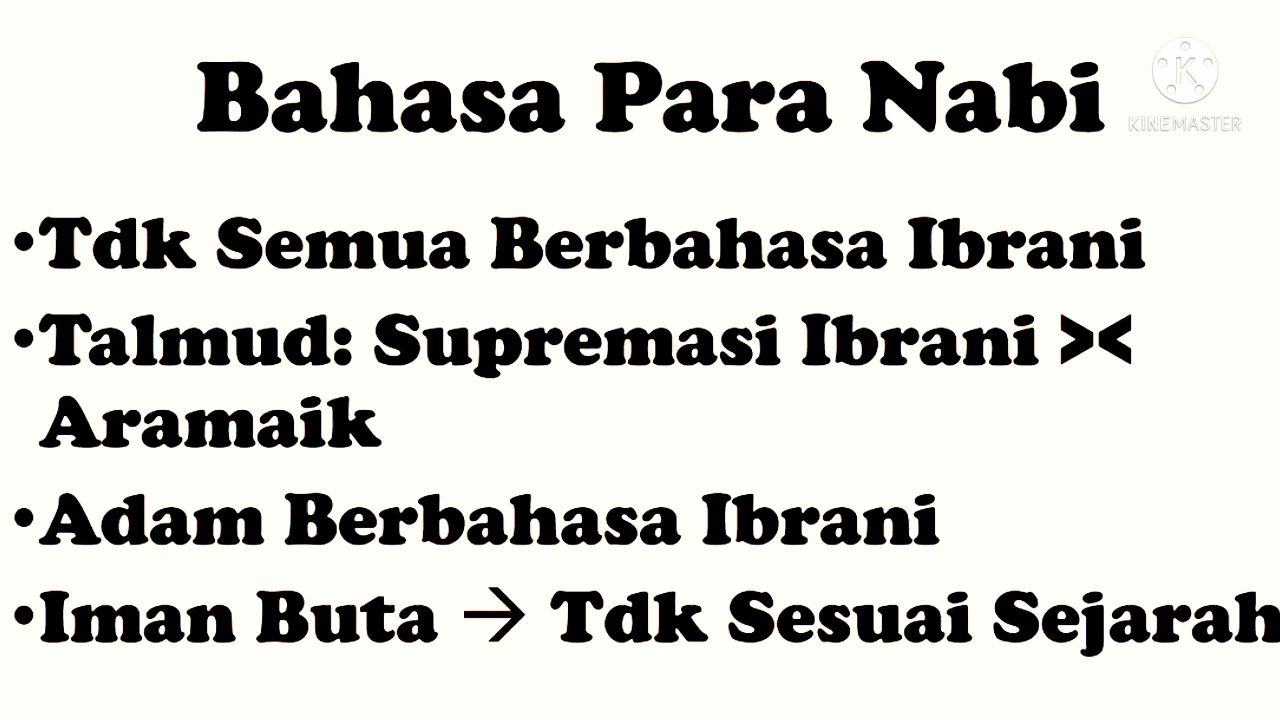 Bahasa Para Nabi
KINEMASTER
•Tdk Semua Berbahasa Ibrani
•Talmud: Supremasi Ibrani ><
Aramaik
•Adam Berbahasa Ibrani
•Iman Buta → Tdk Sesuai Sejarah